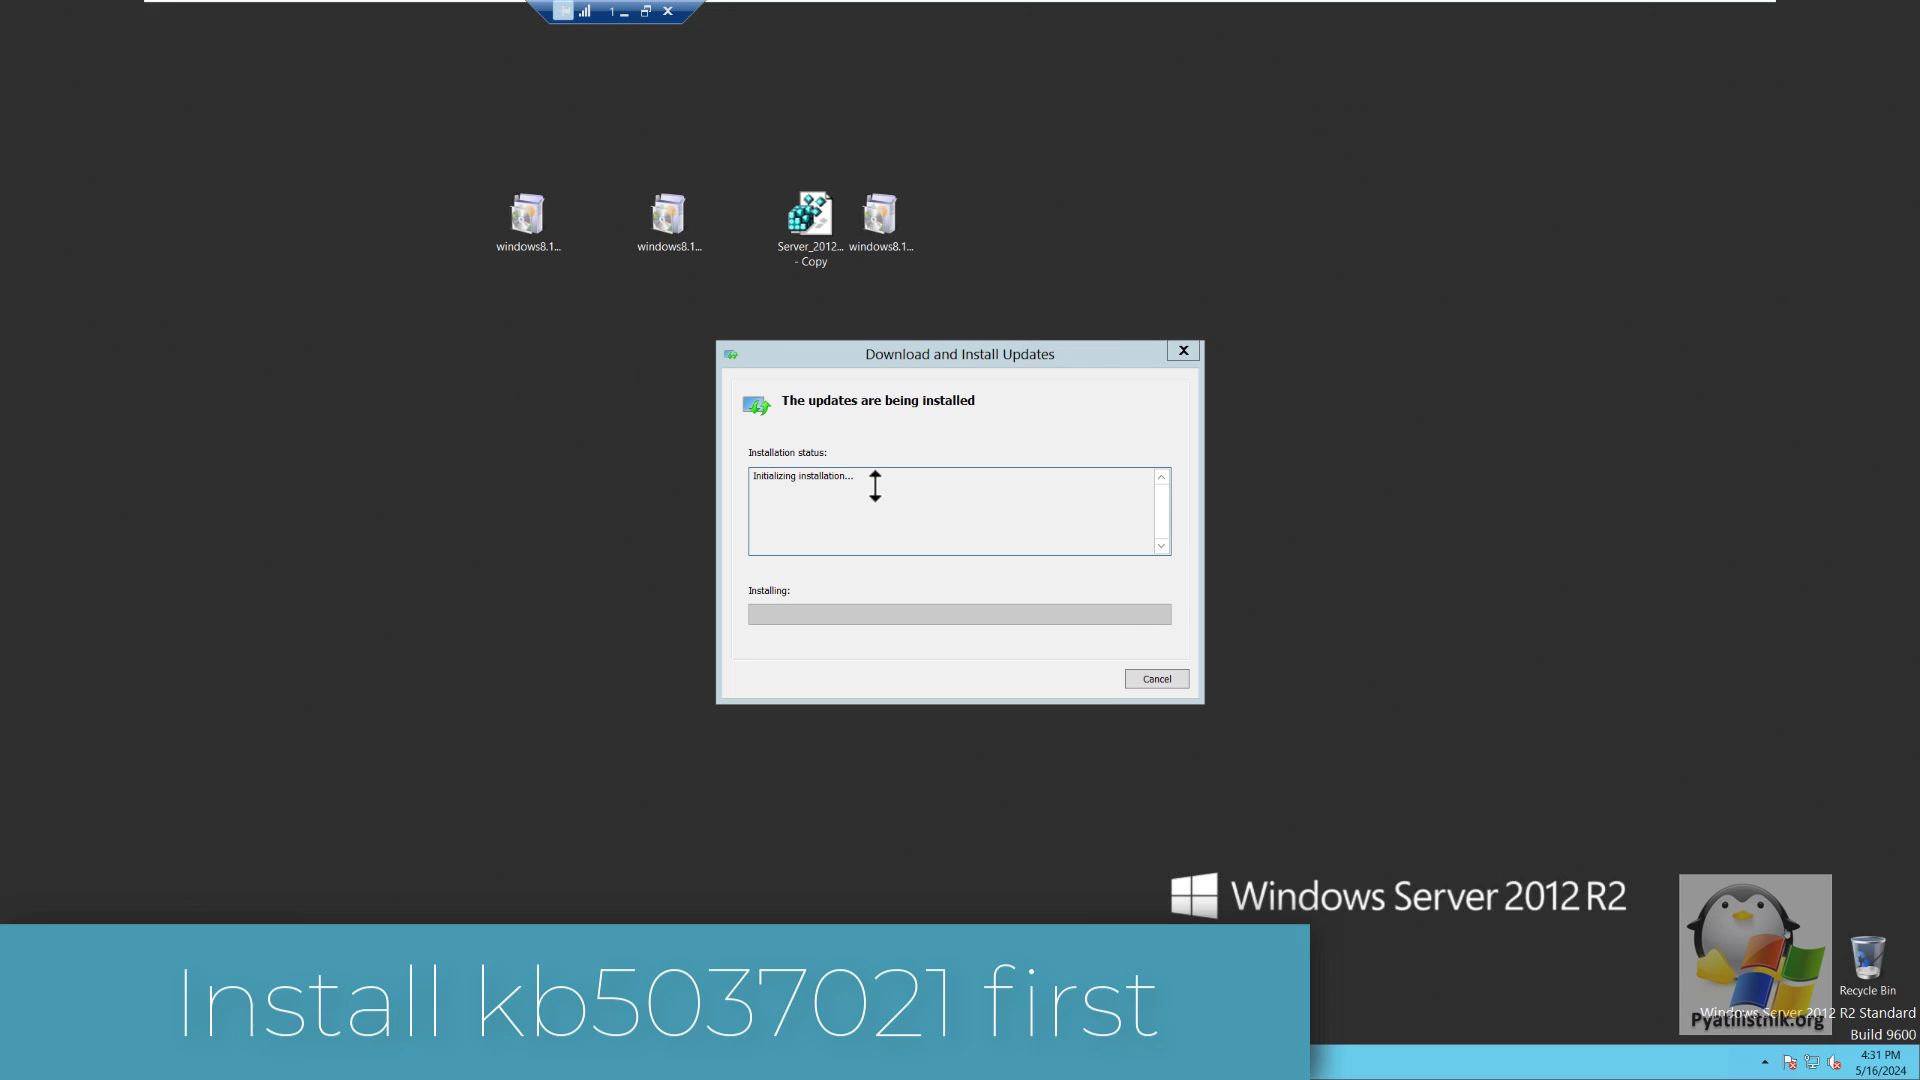 1
windows8.1...
windows8.1...
Server_2012...
- Copy
windows8.1...
Download and Install Updates
The updates are being installed
Installation status:
Initializing installation...
Installing:
Cancel
Windows Server 2012 R2
Install kb5037021 first
Recycle Bin
Windows Server 2012 R2 Standard
Pyatilistnik.org
Build 9600
4:31 PM
5/16/2024